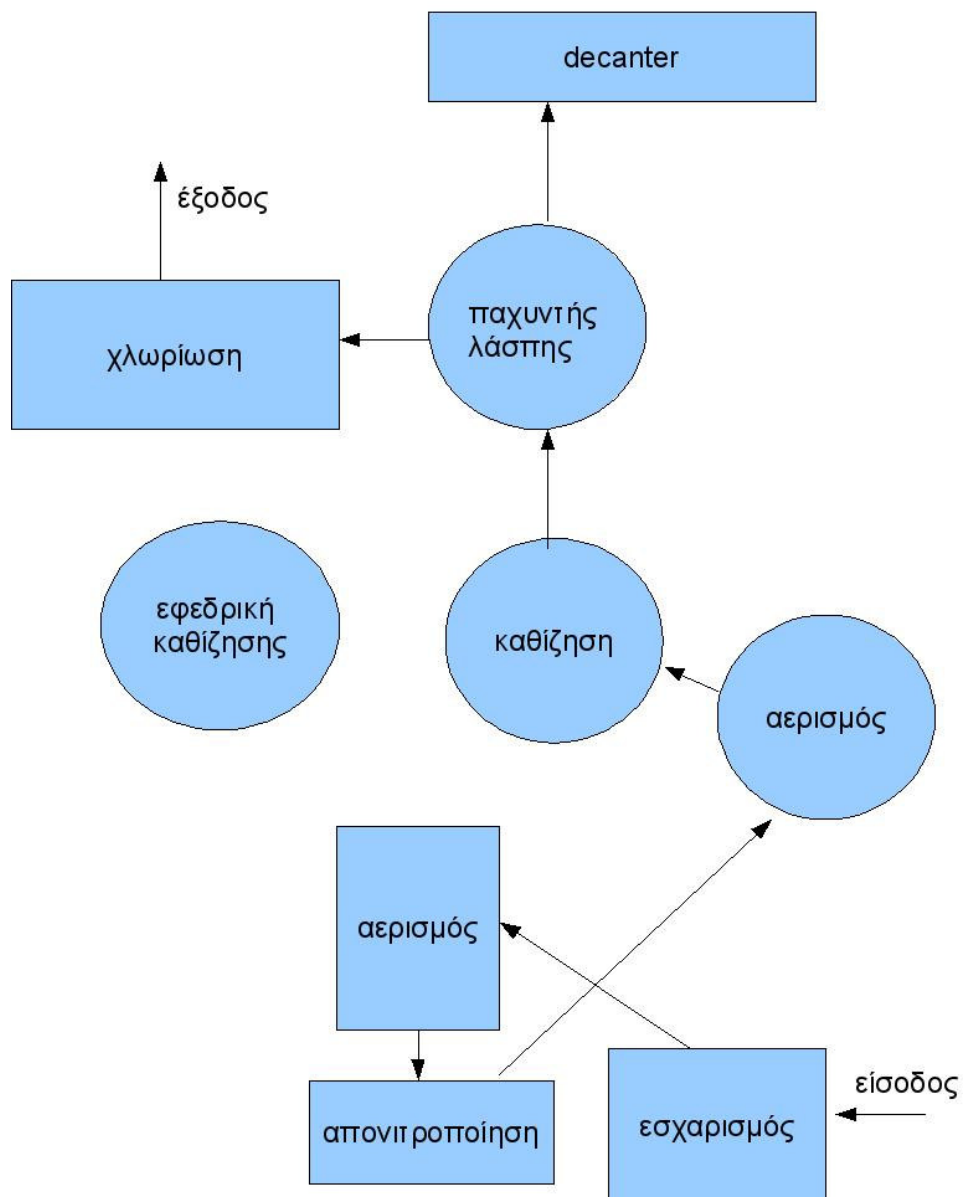 decanter
έξοδος
παχυντής
λάσπης
χλωρίωση
εφεδρική
καθίζησης
καθίζηση
αερισμός
αερισμός
είσοδος
απονιτροποίηση
εσχαρισμός